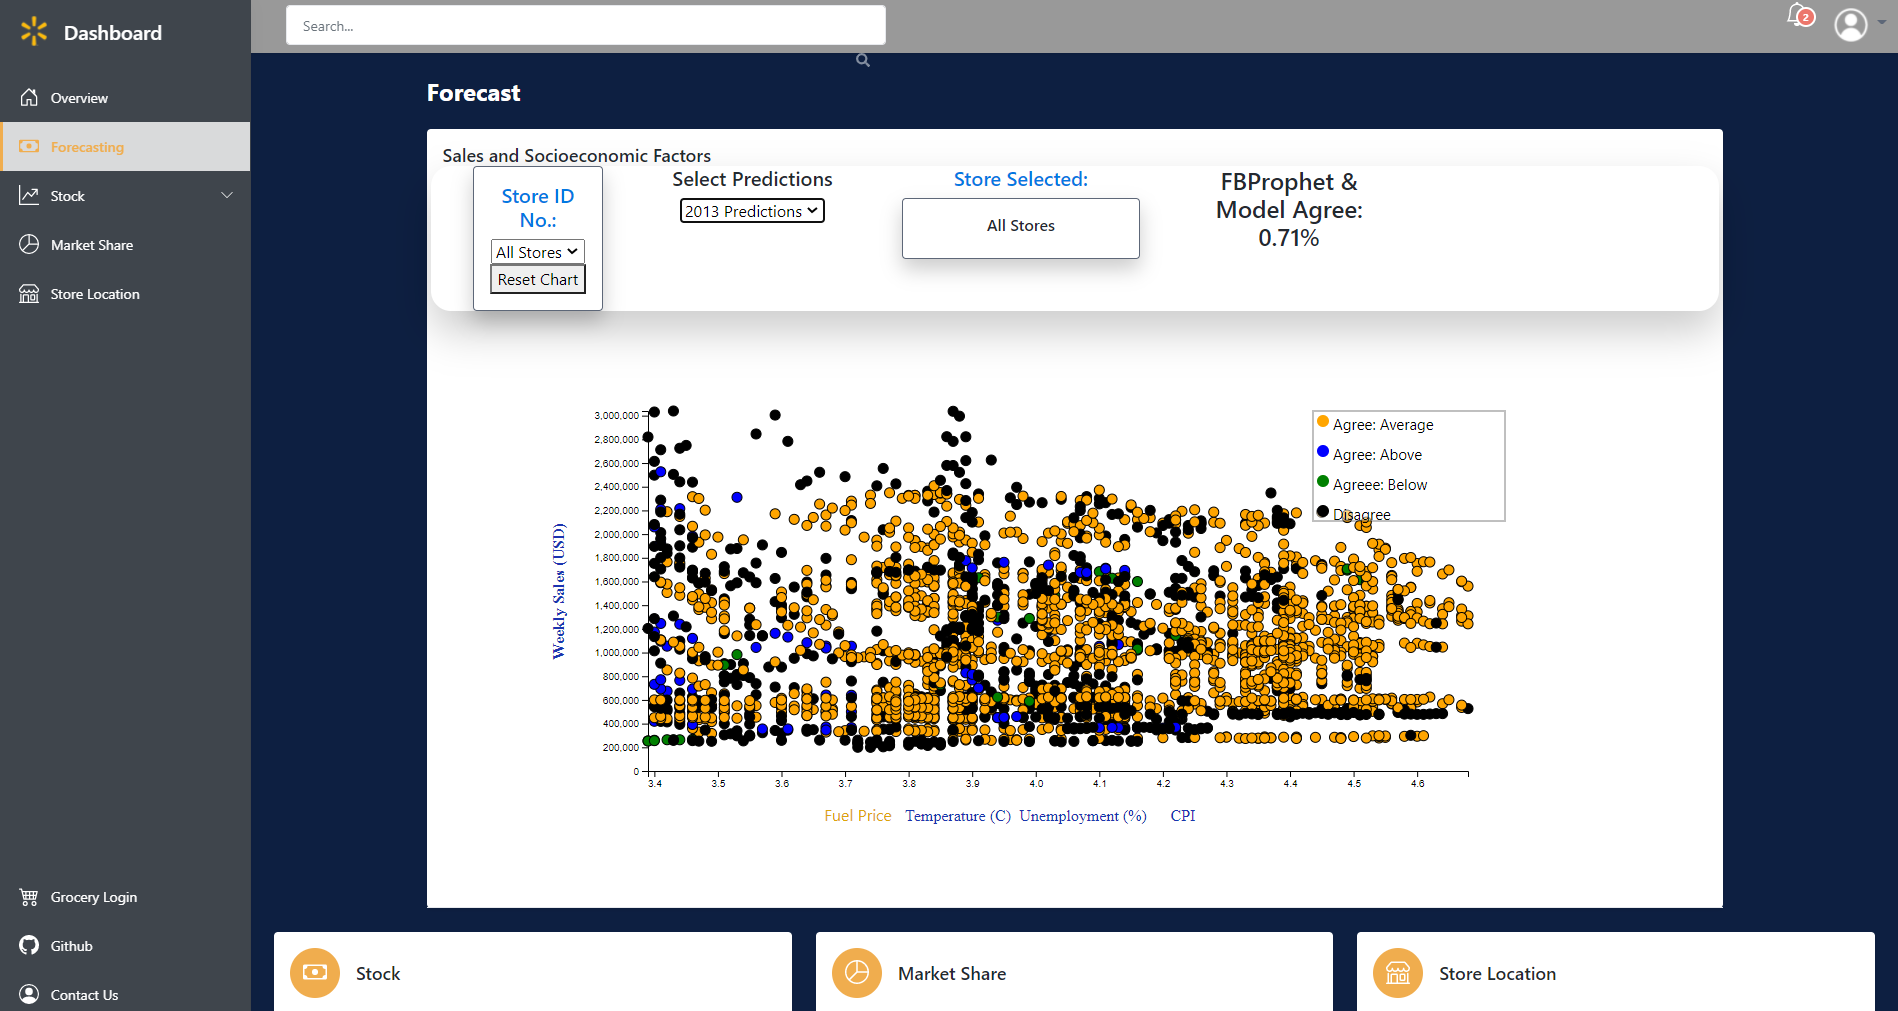 Dashboard
Search...
2
Overview
Forecasting
Stock
Market Share
Store Location
Grocery Login
Github
Contact Us
Forecast
Sales and Socioeconomic Factors
Store ID
No.:
All Stores
Reset Chart
Select Predictions
2013 Predictions
Store Selected:
All Stores
FBProphet &
Model Agree:
0.71%
Weekly Sales (USD)
3,000,000
2,800,000
2,600,000
2,400,000
2,200,000
2,000,000
1,800,000
1,600,000
1,400,000
1,200,000
1,000,000
800,000
600,000
400,000
200,000
0
3.4 3.5 3.6 3.7 3.8 3.9 4.0 4.1 4.2 4.3 4.4 4.5 4.6
Agree: Average
Agree: Above
Agreee: Below
Disagree
Fuel Price Temperature (C) Unemployment (%) CPI
Stock
Market Share
Store Location